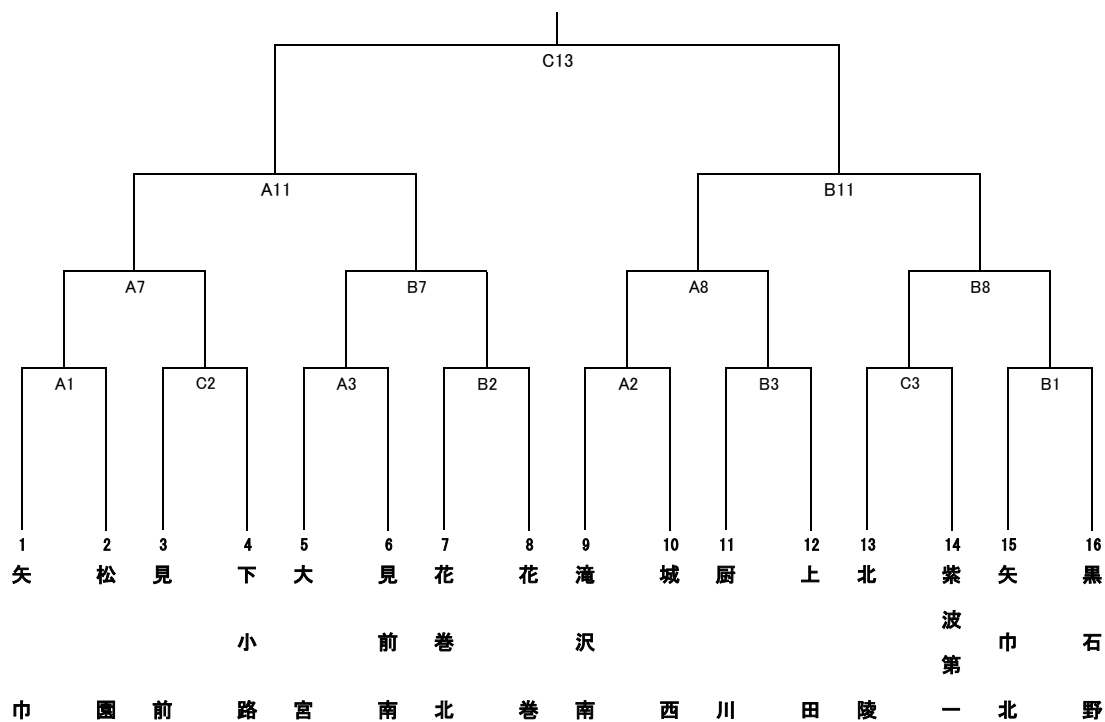 C13
A11
B11
A7
B7
A8
B8
A1
C2
A3
B2
A2
B3
C3
B1
1
2
3
4
5
6
7
8
9
10
11
12
13
14
15
16
矢巾
松園
見前
下小路
大宮
見前南
花巻北
花巻
滝沢南
城西
厨川
上田
北陵
紫波第一
矢巾北
黒石野